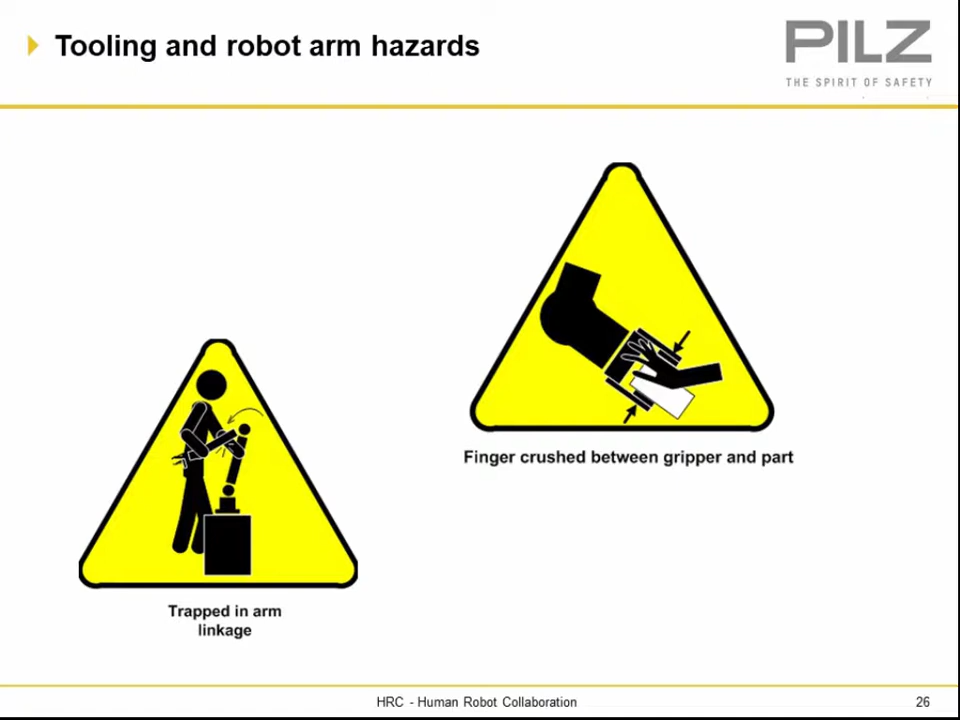 Tooling and robot arm hazards
PILZ
THE SPIRIT OF SAFETY
Finger crushed between gripper and part
Trapped in arm
linkage
HRC - Human Robot Collaboration
26